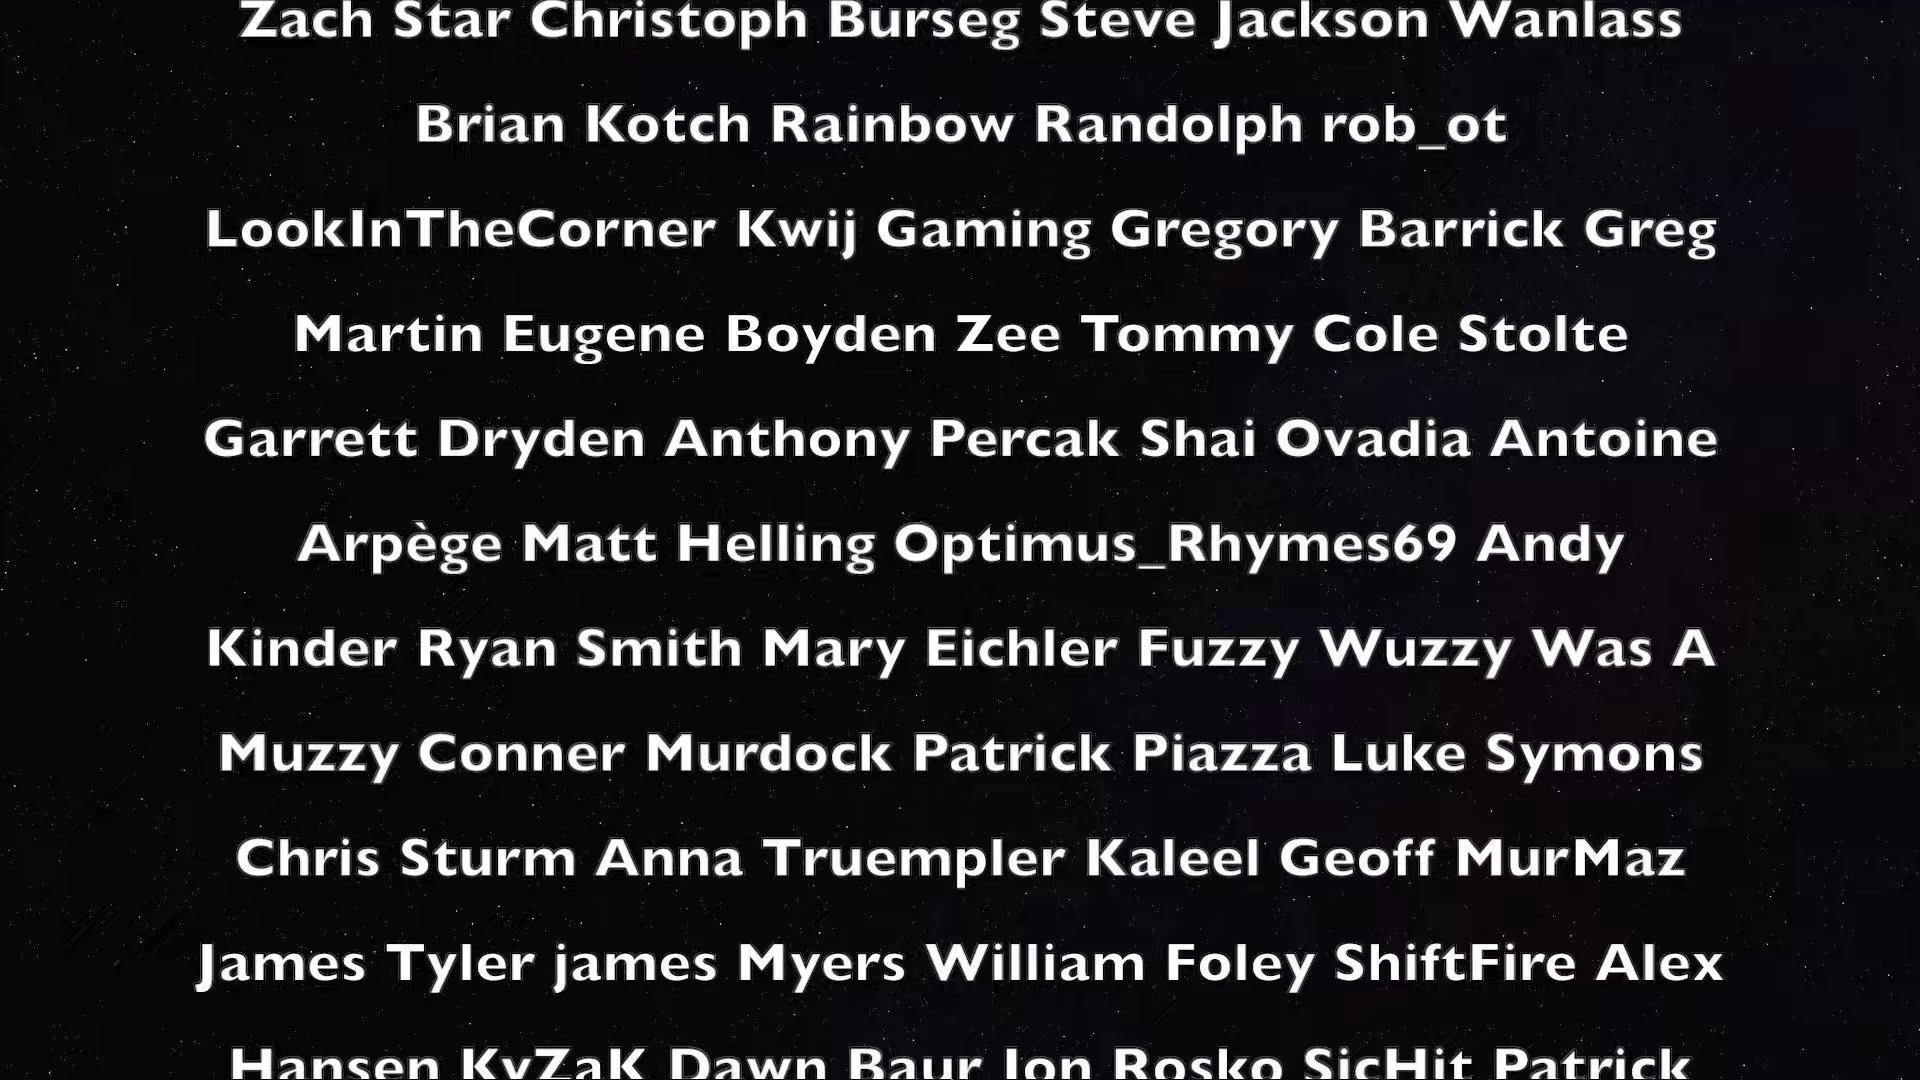 Zach Star Christoph Burseg Steve Jackson Wanlass
Brian Kotch Rainbow Randolph rob_ot
LookInTheCorner Kwij Gaming Gregory Barrick Greg
Martin Eugene Boyden Zee Tommy Cole Stolte
Garrett Dryden Anthony Percak Shai Ovadia Antoine
Arpège Matt Helling Optimus_Rhymes69 Andy
Kinder Ryan Smith Mary Eichler Fuzzy Wuzzy Was A
Muzzy Conner Murdock Patrick Piazza Luke Symons
Chris Sturm Anna Truempler Kaleel Geoff MurMaz
James Tyler james Myers William Foley ShiftFire Alex
Hansen KyZaK Dawn Baur Jon Rosko SicHit Patrick